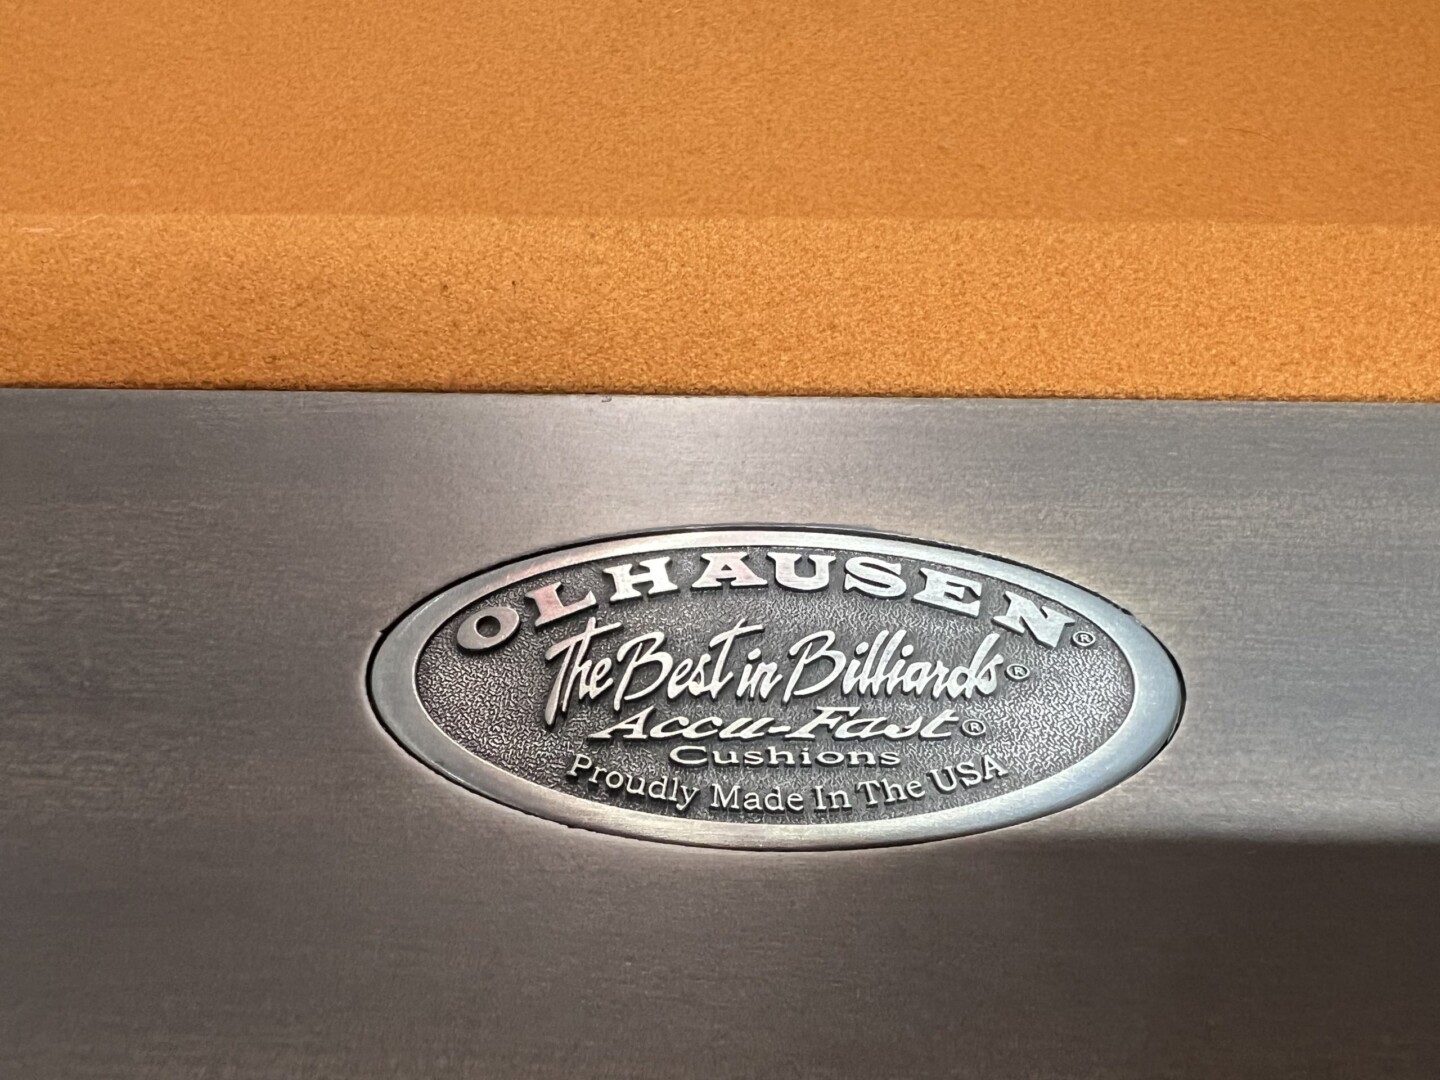 OLHAUSEN®
The Best in Billiards®
Accu-Fast®
Cushions
Proudly Made In The USA